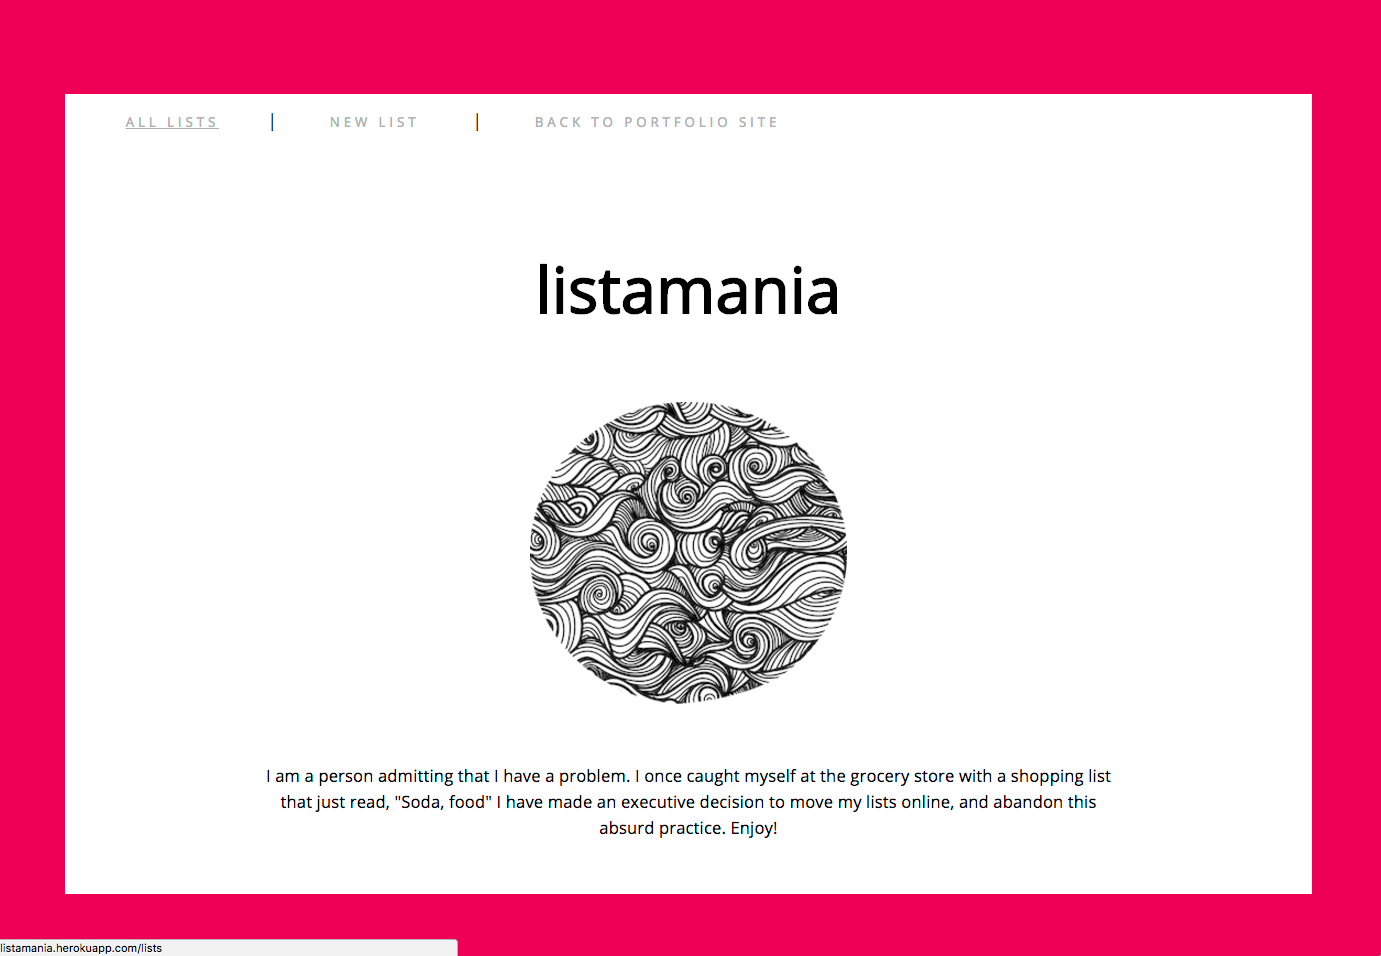 ALL LISTS | NEW LIST | BACK TO PORTFOLIO SITE
listamania
I am a person admitting that I have a problem. I once caught myself at the grocery store with a shopping list
that just read, "Soda, food" I have made an executive decision to move my lists online, and abandon this
absurd practice. Enjoy!
listamania.herokuapp.com/lists